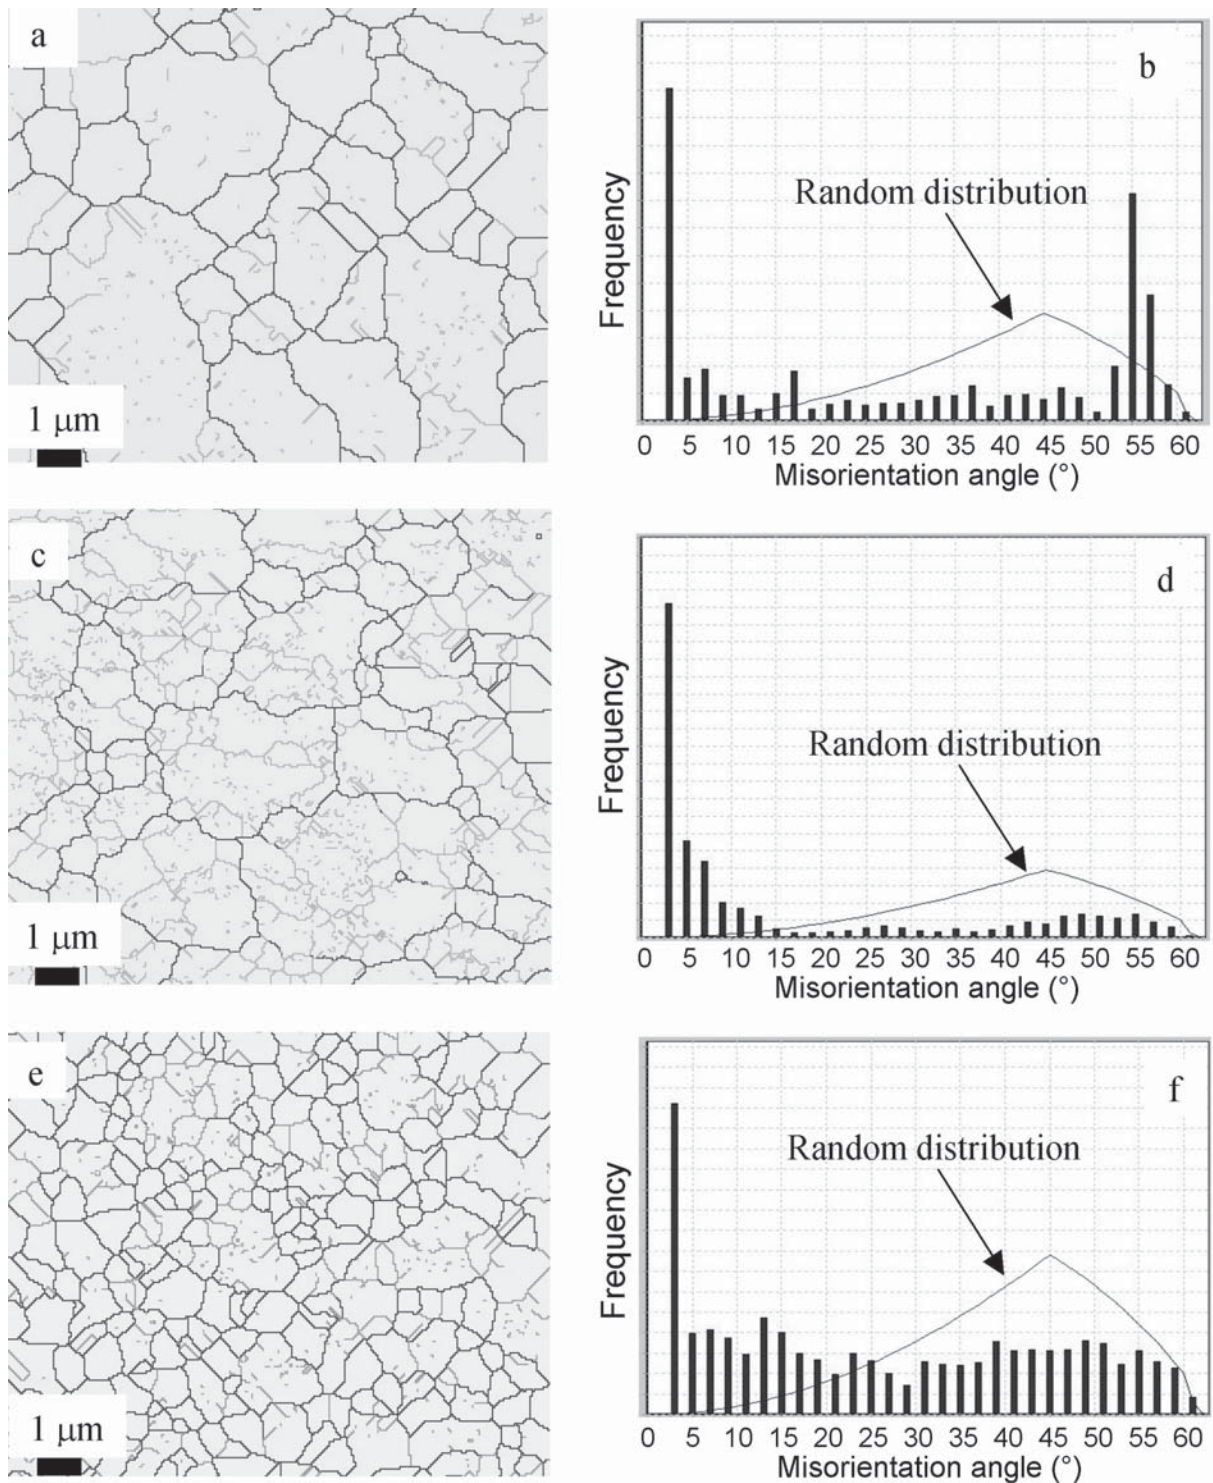 a
1 μm
b
Random distribution
Frequency
0 5 10 15 20 25 30 35 40 45 50 55 60
Misorientation angle (°)
c
1 μm
d
Random distribution
Frequency
0 5 10 15 20 25 30 35 40 45 50 55 60
Misorientation angle (°)
e
1 μm
f
Random distribution
Frequency
0 5 10 15 20 25 30 35 40 45 50 55 60
Misorientation angle (°)